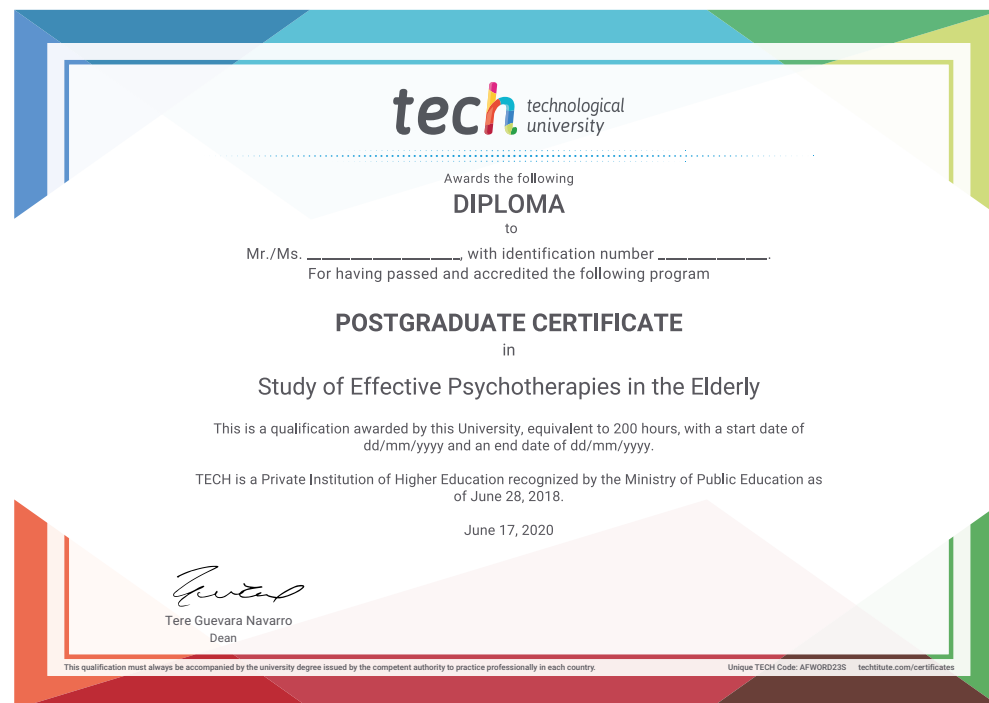 tech technological
university
Awards the following
DIPLOMA
to
Mr./Ms. ____________________, with identification number ______________.
For having passed and accredited the following program
POSTGRADUATE CERTIFICATE
in
Study of Effective Psychotherapies in the Elderly
This is a qualification awarded by this University, equivalent to 200 hours, with a start date of
dd/mm/yyyy and an end date of dd/mm/yyyy.
TECH is a Private Institution of Higher Education recognized by the Ministry of Public Education as
of June 28, 2018.
June 17, 2020
Tere Guevara Navarro
Dean
This qualification must always be accompanied by the university degree issued by the competent authority to practice professionally in each country.
Unique TECH Code: AFWORD23S techtitute.com/certificates